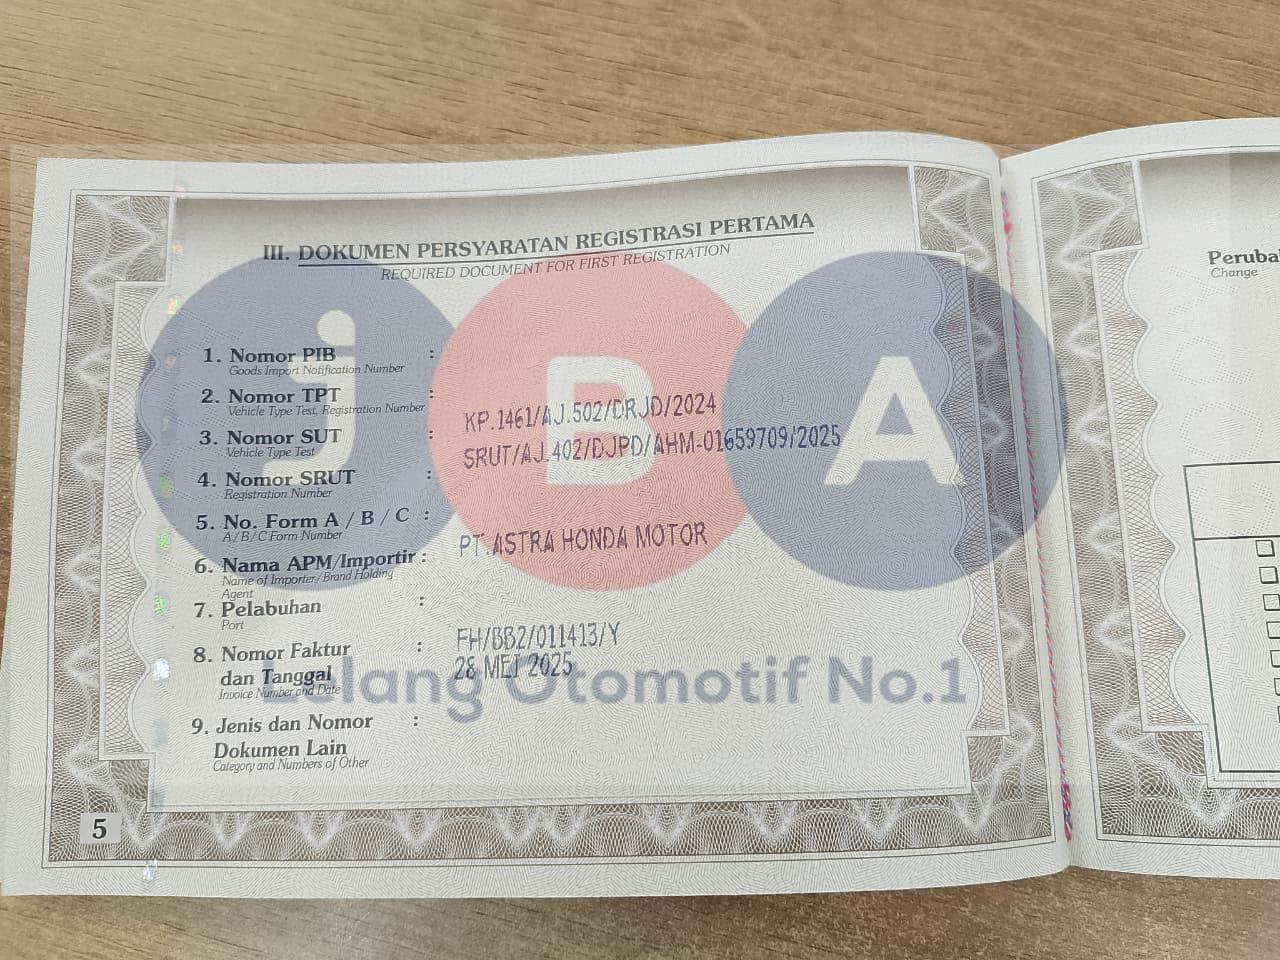 III. DOKUMEN PERSYARATAN REGISTRASI PERTAMA
REQUIRED DOCUMENT FOR FIRST REGISTRATION
1. Nomor PIB :
Goods Import Notification Number
2. Nomor TPT :
Vehicle Type Test, Registration Number
KP.1461/AJ.502/DRJD/2024
3. Nomor SUT :
Vehicle Type Test
SRUT/AJ.402/DJPD/AHM-01659709/2025
4. Nomor SRUT :
Registration Number
5. No. Form A / B / C :
A / B / C Form Number
PT.ASTRA HONDA MOTOR
6. Nama APM/Importir :
Name of Importer / Brand Holding
Agent
7. Pelabuhan :
Port
FH/BB2/011413/Y
8. Nomor Faktur :
dan Tanggal
28 MEI 2025
Invoice Number and Date
9. Jenis dan Nomor :
Dokumen Lain
Category and Numbers of Other
5
jBA
Lelang Otomotif No.1
Peruba
Change